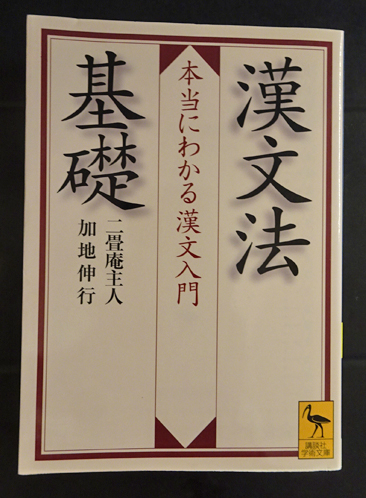 漢文法
基礎
本当にわかる漢文入門
二畳庵主人
加地伸行
講談社
学術文庫